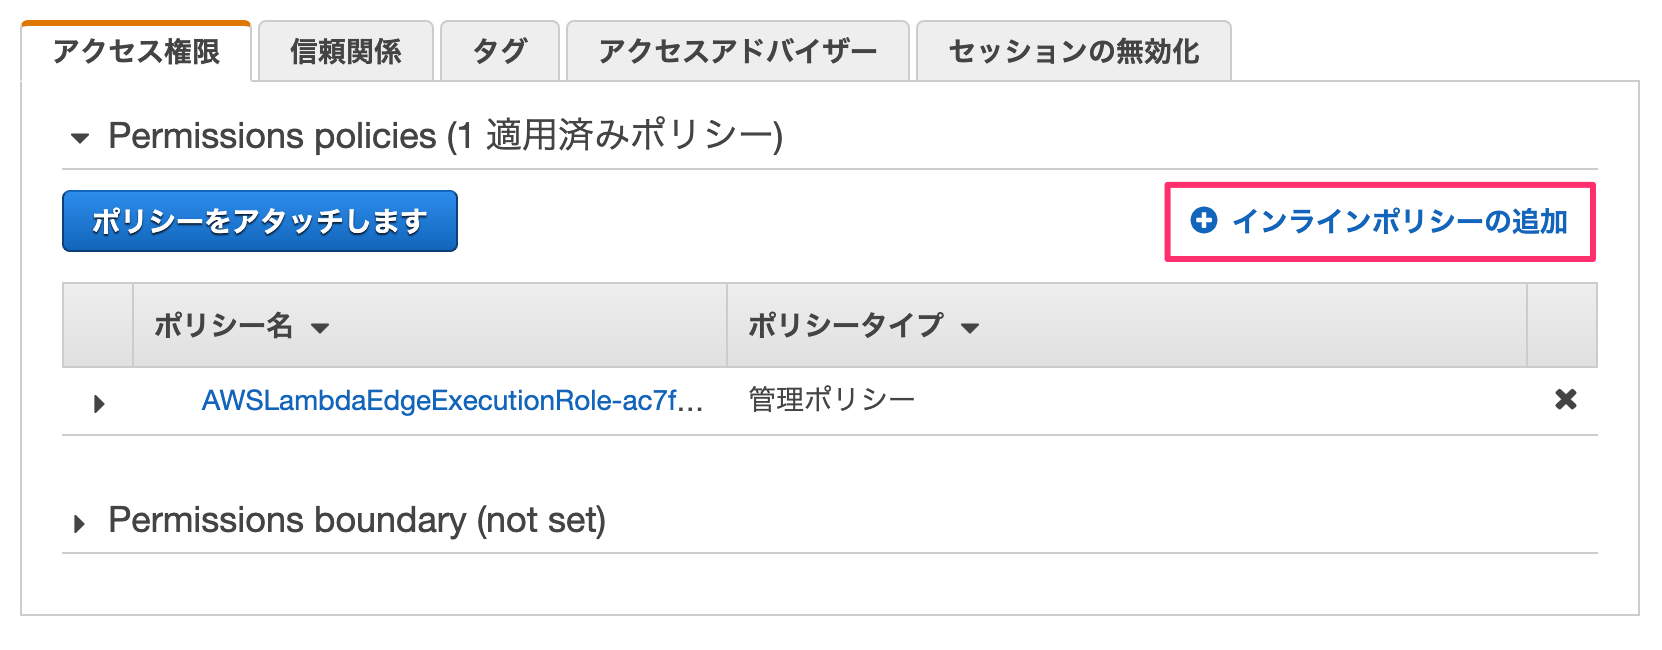 アクセス権限 信頼関係 タグ アクセスアドバイザー セッションの無効化
Permissions policies (1 適用済みポリシー)
ポリシーをアタッチします インラインポリシーの追加
ポリシー名 ポリシータイプ
AWSLambdaEdgeExecutionRole-ac7f... 管理ポリシー
Permissions boundary (not set)